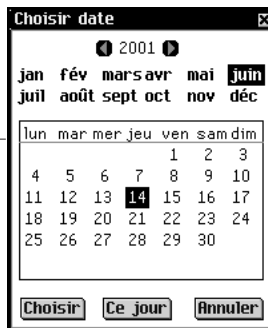 Choisir date
2001
jan fév mars avr mai juin
juil août sept oct nov déc
lun mar mer jeu ven sam dim
1 2 3
4 5 6 7 8 9 10
11 12 13 14 15 16 17
18 19 20 21 22 23 24
25 26 27 28 29 30
Choisir Ce jour Annuler